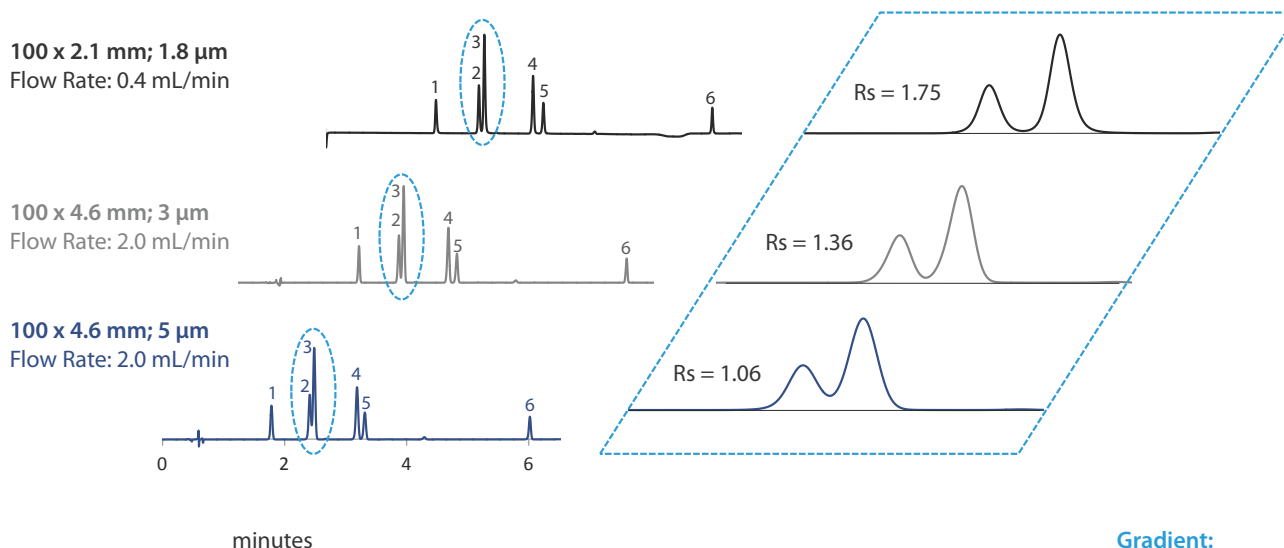 100 x 2.1 mm; 1.8 µm
Flow Rate: 0.4 mL/min
1
2
3
4
5
6
Rs = 1.75
100 x 4.6 mm; 3 µm
Flow Rate: 2.0 mL/min
1
2
3
4
5
6
Rs = 1.36
100 x 4.6 mm; 5 µm
Flow Rate: 2.0 mL/min
1
2
3
4
5
6
Rs = 1.06
0 2 4 6
minutes
Gradient: